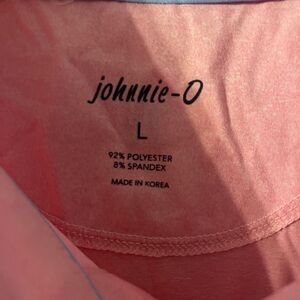 johnnie-O
L
92% POLYESTER
8% SPANDEX
MADE IN KOREA